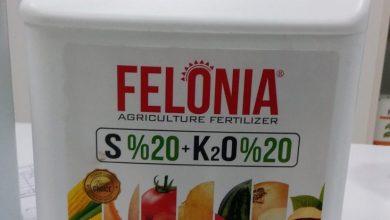 FELONIA®
AGRICULTURE FERTILIZER
S %20+K₂O%20